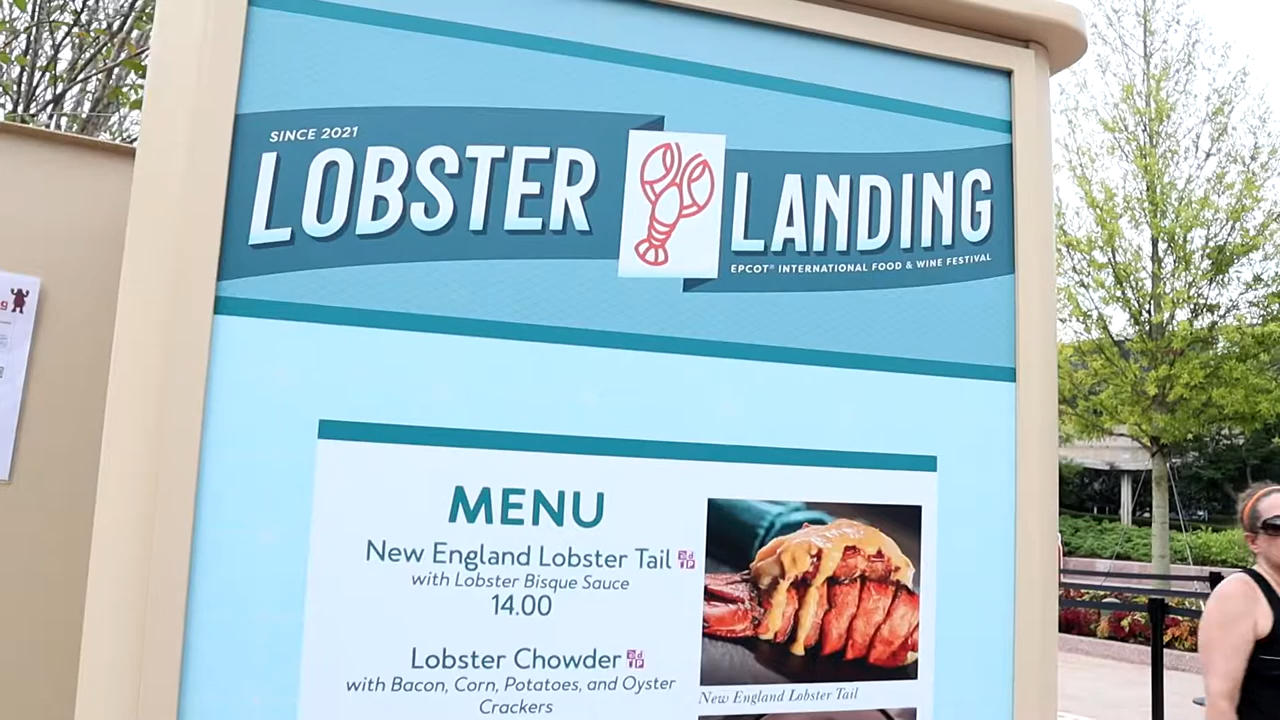 SINCE 2021
LOBSTER LANDING
EPCOT® INTERNATIONAL FOOD & WINE FESTIVAL
MENU
New England Lobster Tail
with Lobster Bisque Sauce
14.00
Lobster Chowder
with Bacon, Corn, Potatoes, and Oyster
Crackers
New England Lobster Tail